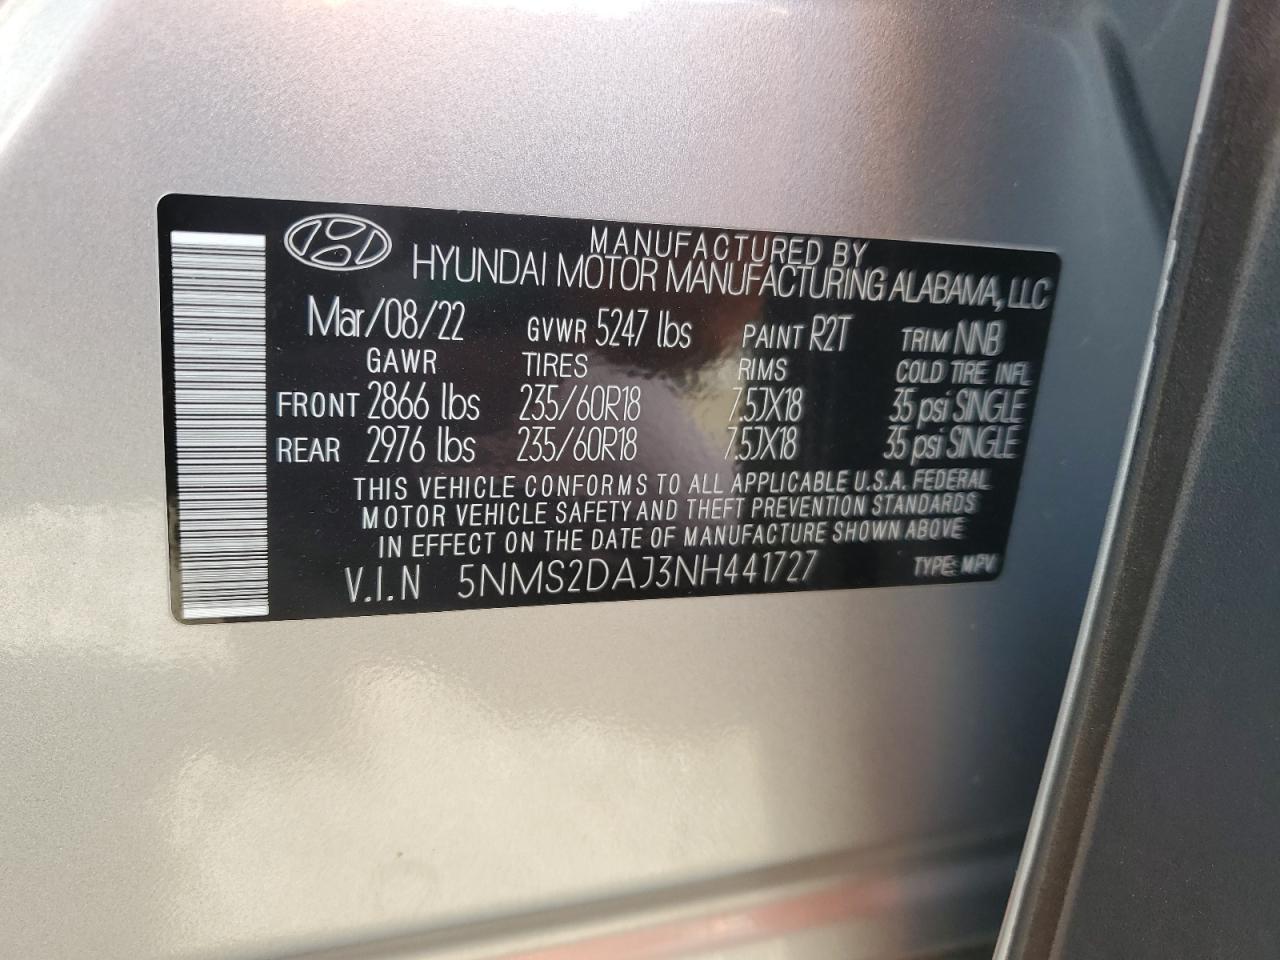 MANUFACTURED BY
HYUNDAI MOTOR MANUFACTURING ALABAMA, LLC
Mar/08/22 GVWR 5247 lbs PAINT R2T TRIM NNB
GAWR TIRES RIMS COLD TIRE INFL
FRONT 2866 lbs 235/60R18 7.5JX18 35 psi SINGLE
REAR 2976 lbs 235/60R18 7.5JX18 35 psi SINGLE
THIS VEHICLE CONFORMS TO ALL APPLICABLE U.S.A. FEDERAL
MOTOR VEHICLE SAFETY AND THEFT PREVENTION STANDARDS
IN EFFECT ON THE DATE OF MANUFACTURE SHOWN ABOVE
V.I.N 5NMS2DAJ3NH441727 TYPE: MPV